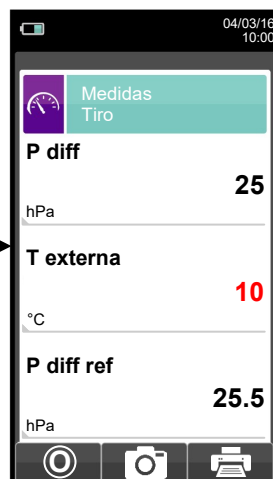 04/03/16
10:00
Medidas
Tiro
P diff
25
hPa
T externa
10
°C
P diff ref
25.5
hPa
O